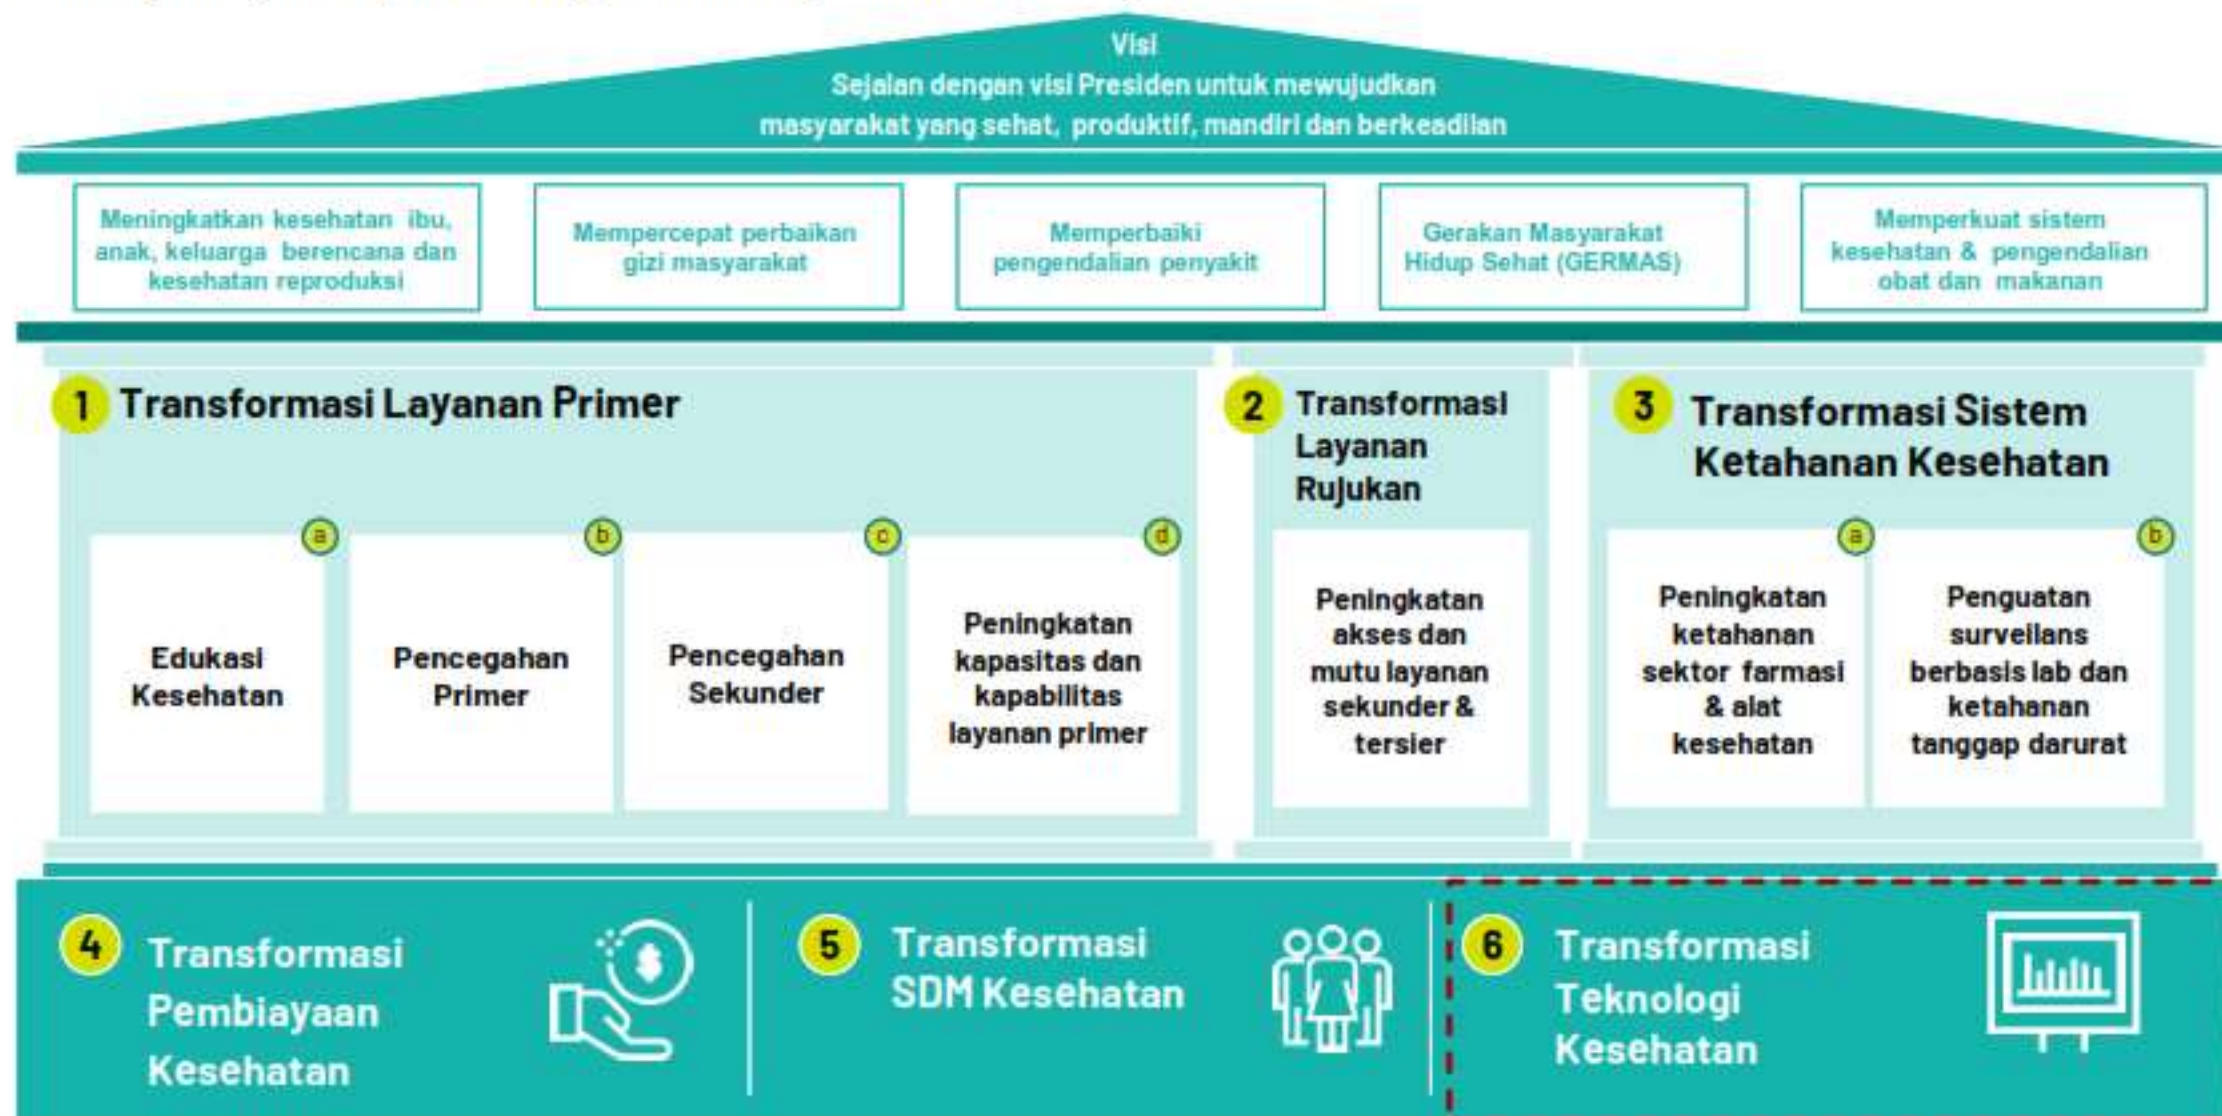 Visi
Sejalan dengan visi Presiden untuk mewujudkan
masyarakat yang sehat, produktif, mandiri dan berkeadilan
Meningkatkan kesehatan ibu,
anak, keluarga berencana dan
kesehatan reproduksi
Mempercepat perbaikan
gizi masyarakat
Memperbaiki
pengendalian penyakit
Gerakan Masyarakat
Hidup Sehat (GERMAS)
Memperkuat sistem
kesehatan & pengendalian
obat dan makanan
1 Transformasi Layanan Primer
a
Edukasi
Kesehatan
b
Pencegahan
Primer
c
Pencegahan
Sekunder
d
Peningkatan
kapasitas dan
kapabilitas
layanan primer
2 Transformasi
Layanan
Rujukan
Peningkatan
akses dan
mutu layanan
sekunder &
tersier
3 Transformasi Sistem
Ketahanan Kesehatan
a
Peningkatan
ketahanan
sektor farmasi
& alat
kesehatan
b
Penguatan
surveilans
berbasis lab dan
ketahanan
tanggap darurat
4 Transformasi
Pembiayaan
Kesehatan
5 Transformasi
SDM Kesehatan
6 Transformasi
Teknologi
Kesehatan